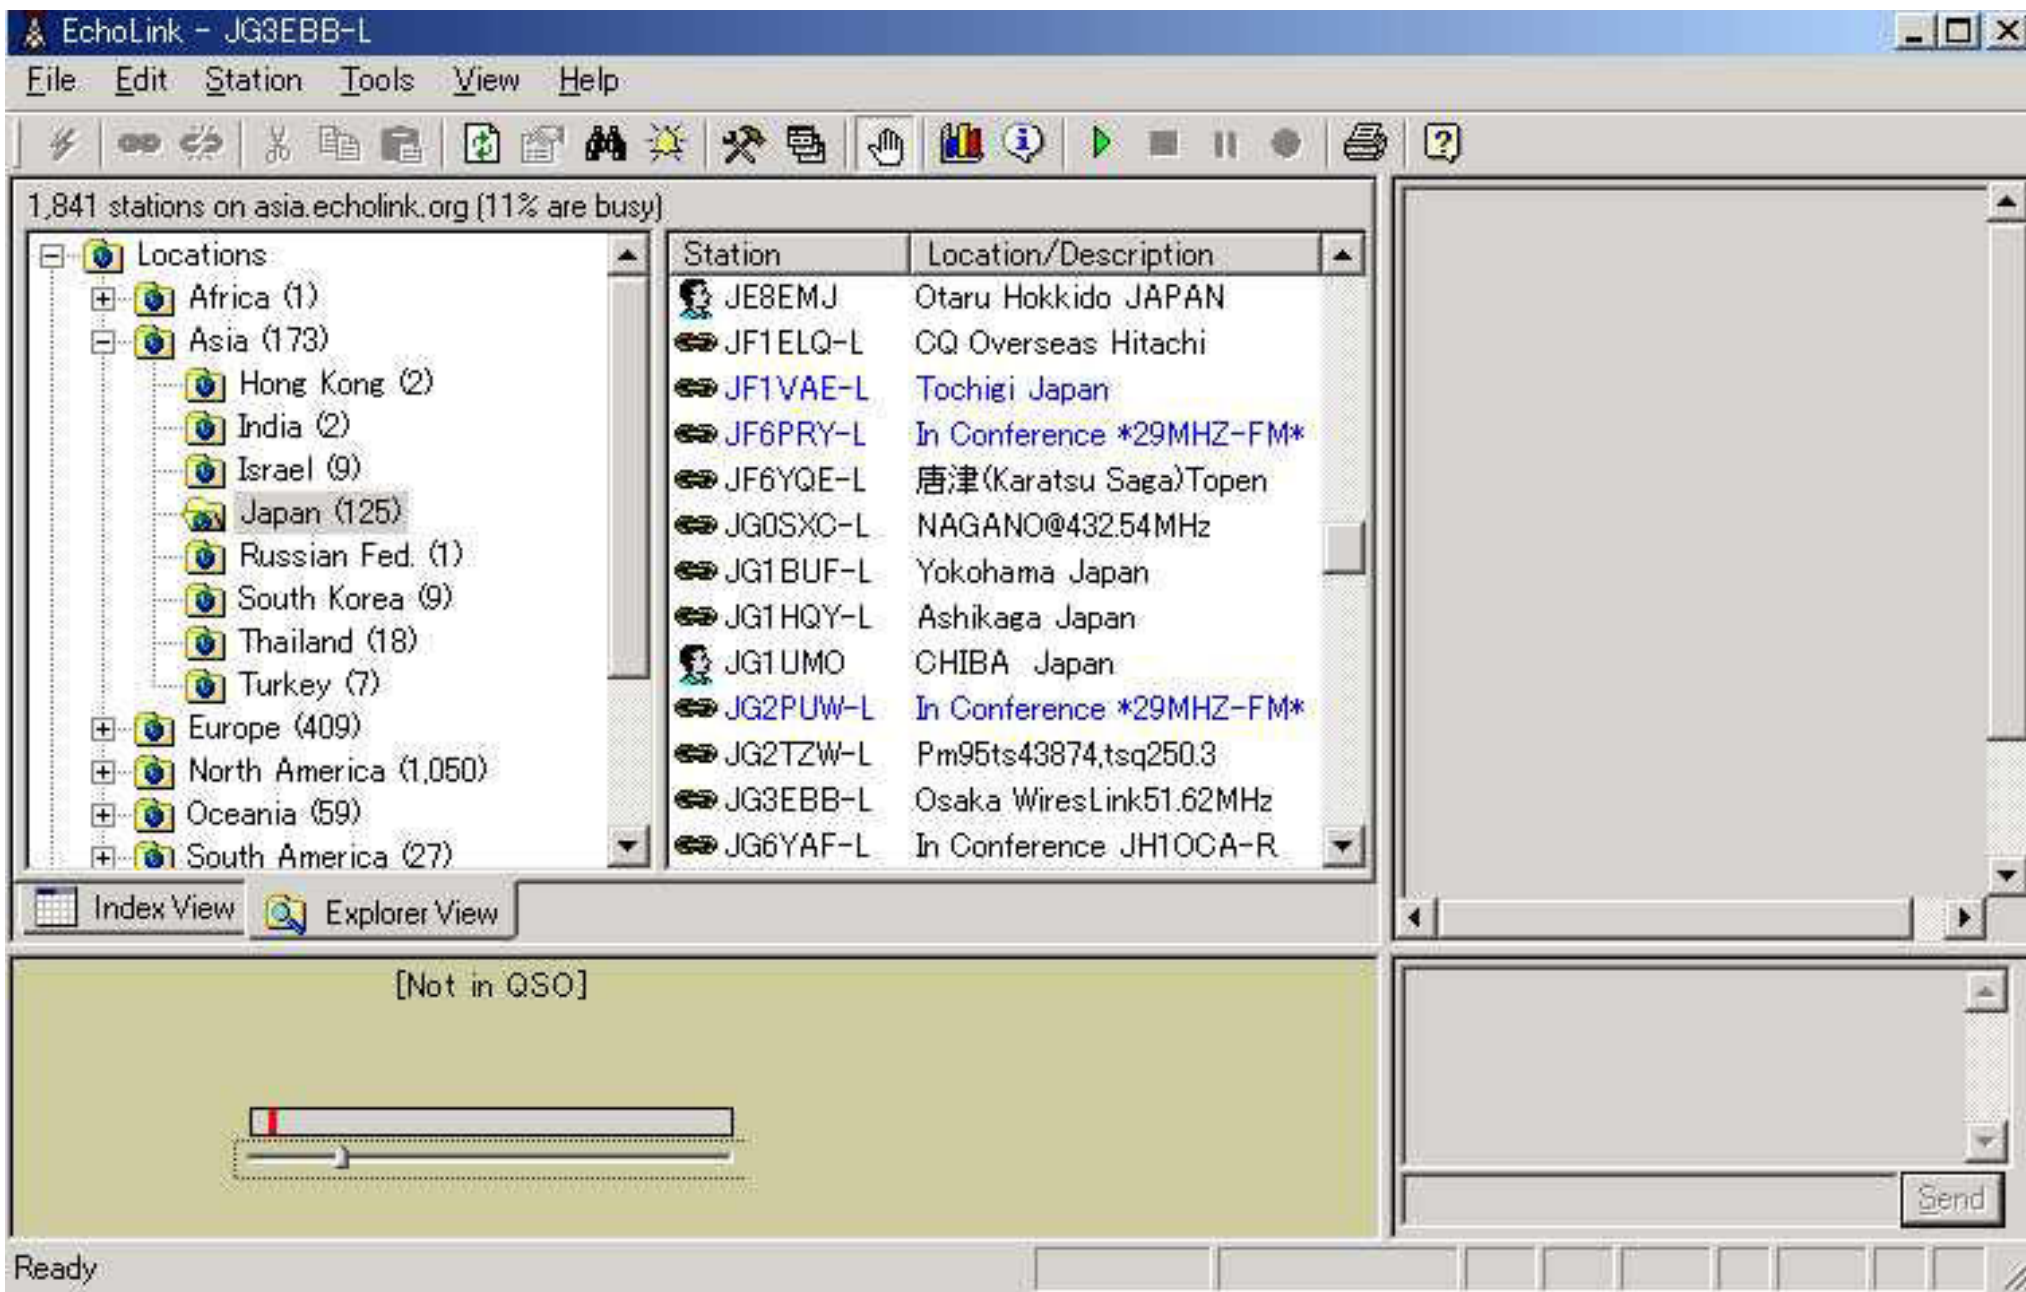 EchoLink - JG3EBB-L
File Edit Station Tools View Help
1,841 stations on asia.echolink.org (11% are busy)
Locations
Africa (1)
Asia (173)
Hong Kong (2)
India (2)
Israel (9)
Japan (125)
Russian Fed. (1)
South Korea (9)
Thailand (18)
Turkey (7)
Europe (409)
North America (1,050)
Oceania (59)
South America (27)
Station Location/Description
JE8EMJ Otaru Hokkido JAPAN
JF1ELQ-L CQ Overseas Hitachi
JF1VAE-L Tochigi Japan
JF6PRY-L In Conference *29MHZ-FM*
JF6YQE-L 唐津(Karatsu Saga)Topen
JG0SXC-L NAGANO@432.54MHz
JG1BUF-L Yokohama Japan
JG1HQY-L Ashikaga Japan
JG1UMO CHIBA Japan
JG2PUW-L In Conference *29MHZ-FM*
JG2TZW-L Pm95ts43874,tsq250.3
JG3EBB-L Osaka WiresLink51.62MHz
JG6YAF-L In Conference JH1OCA-R
Index View Explorer View
[Not in QSO]
Send
Ready